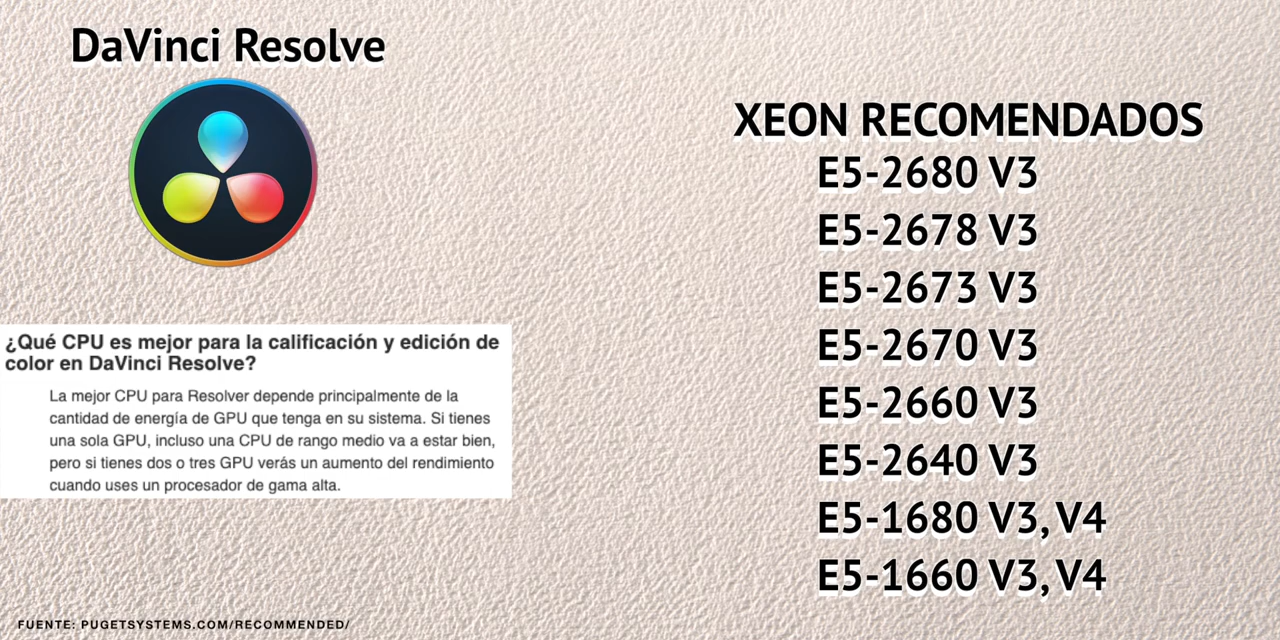 DaVinci Resolve
¿Qué CPU es mejor para la calificación y edición de
color en DaVinci Resolve?
La mejor CPU para Resolver depende principalmente de la
cantidad de energía de GPU que tenga en su sistema. Si tienes
una sola GPU, incluso una CPU de rango medio va a estar bien,
pero si tienes dos o tres GPU verás un aumento del rendimiento
cuando uses un procesador de gama alta.
FUENTE: PUGETSYSTEMS.COM/RECOMMENDED/
XEON RECOMENDADOS
E5-2680 V3
E5-2678 V3
E5-2673 V3
E5-2670 V3
E5-2660 V3
E5-2640 V3
E5-1680 V3, V4
E5-1660 V3, V4